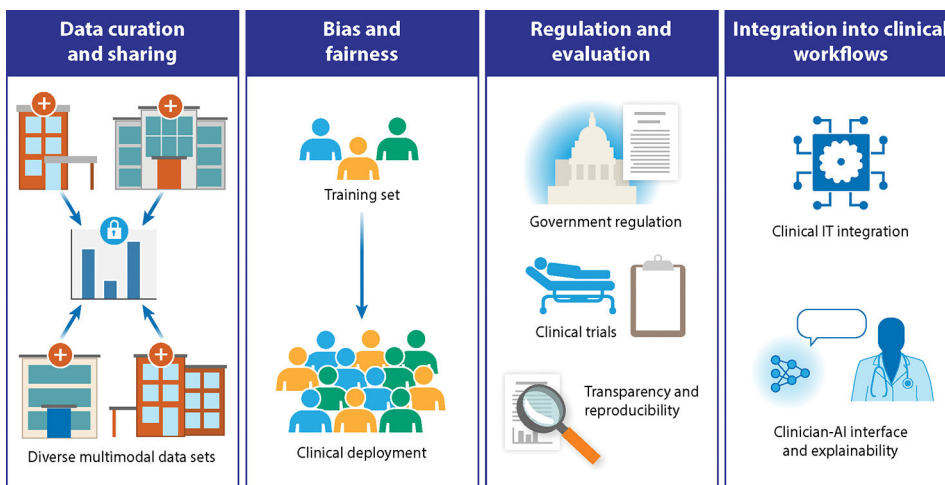 Data curation
and sharing
Bias and
fairness
Regulation and
evaluation
Integration into clinical
workflows
Diverse multimodal data sets
Training set
Clinical deployment
Government regulation
Clinical trials
Transparency and
reproducibility
Clinical IT integration
Clinician-AI interface
and explainability